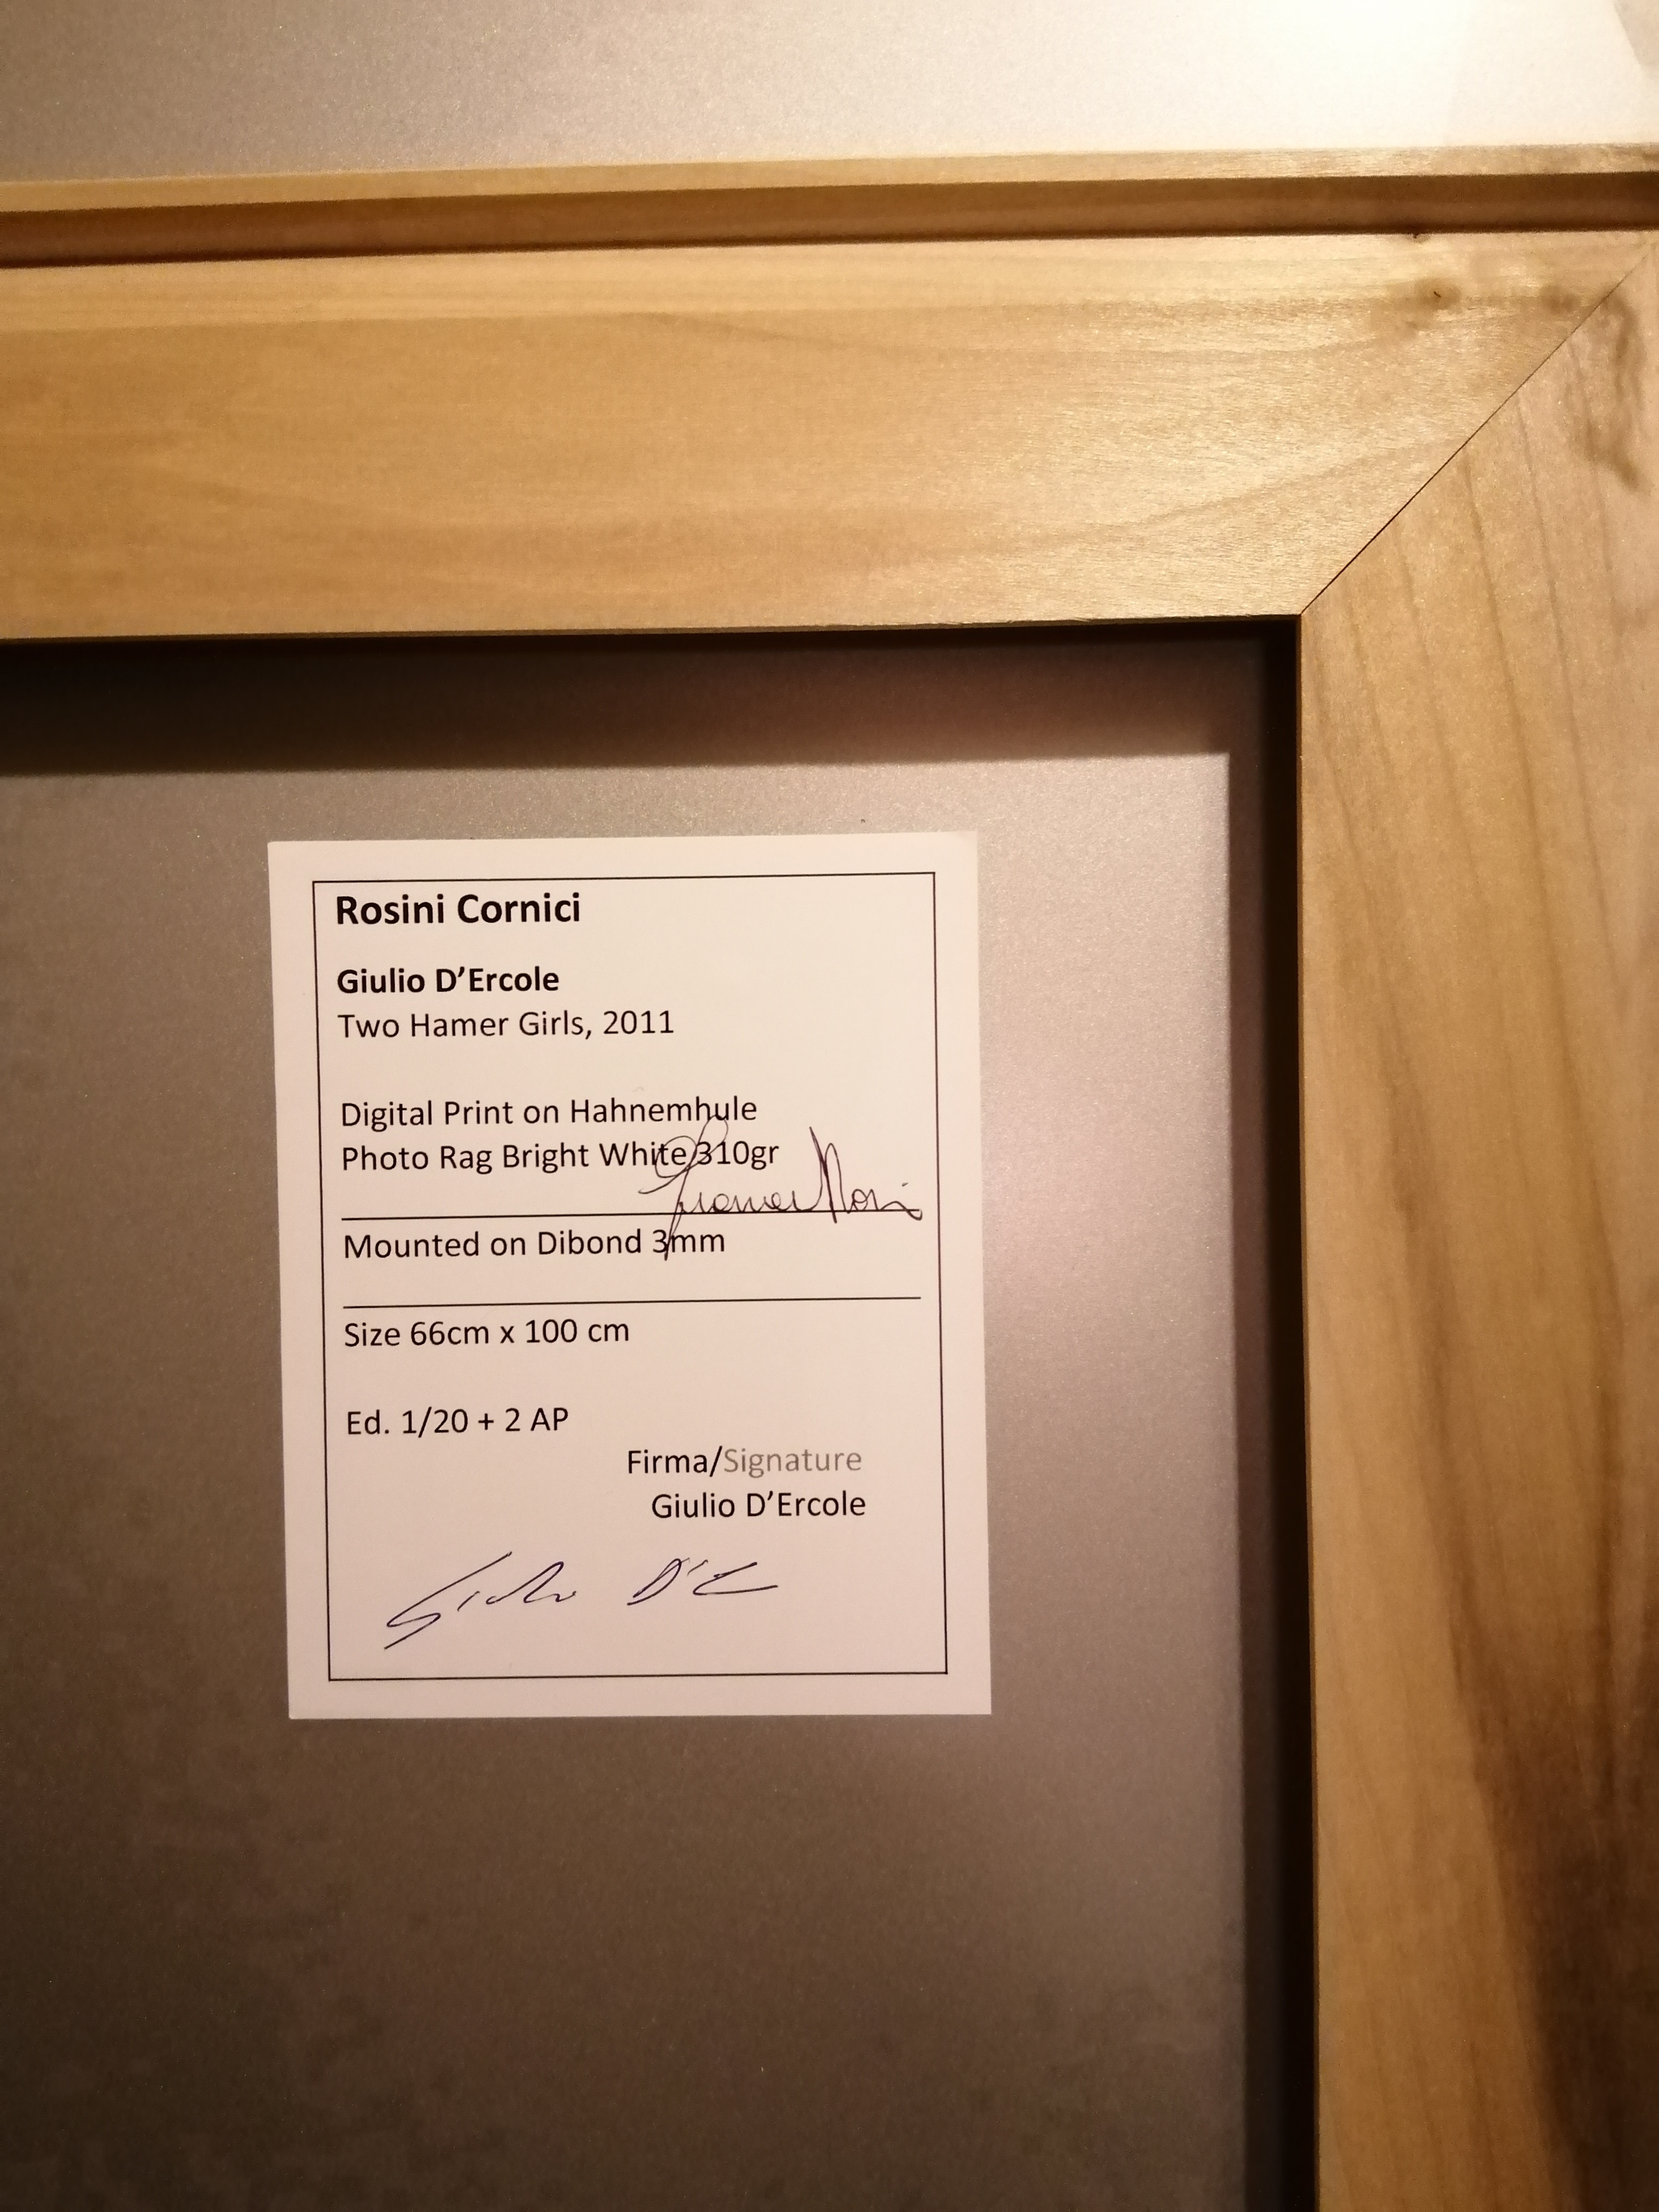 Rosini Cornici
Giulio D'Ercole
Two Hamer Girls, 2011
Digital Print on Hahnemhule
Photo Rag Bright White 310gr
Mounted on Dibond 3mm
Size 66cm x 100 cm
Ed. 1/20 + 2 AP
Firma/Signature
Giulio D'Ercole
Giulio D'E